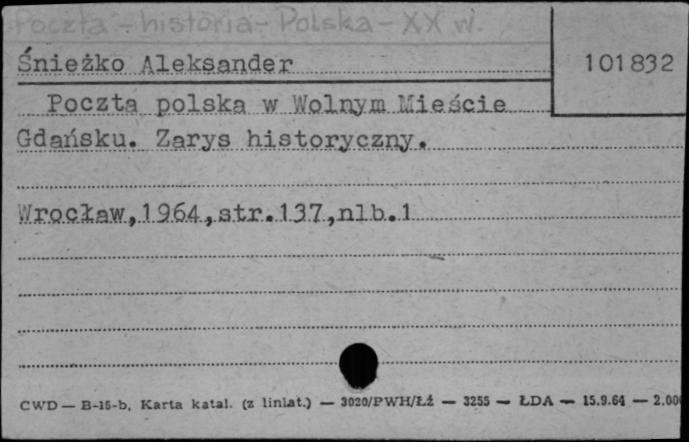 Poczta - historia - Polska - XX w.
Śnieżko Aleksander
101832
Poczta polska w Wolnym Mieście
Gdańsku. Zarys historyczny.
Wrocław,1964,str.137,nlb.1
CWD — B-15-b, Karta katal. (z liniat.) — 3020/PWH/Łź — 3255 — ŁDA — 15.9.64 — 2.00